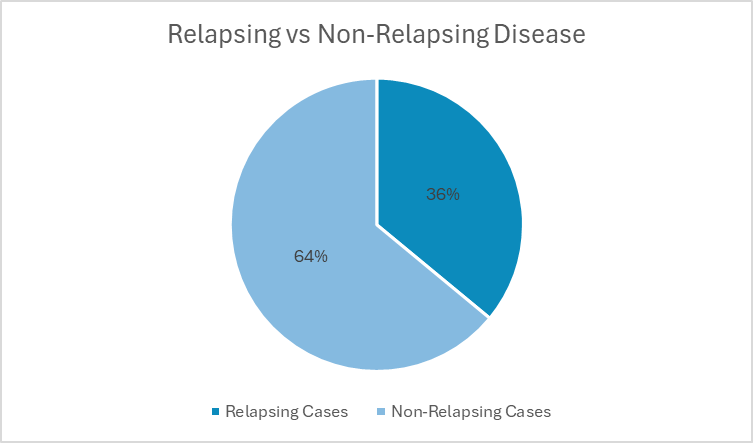 Relapsing vs Non-Relapsing Disease
36%
64%
Relapsing Cases
Non-Relapsing Cases